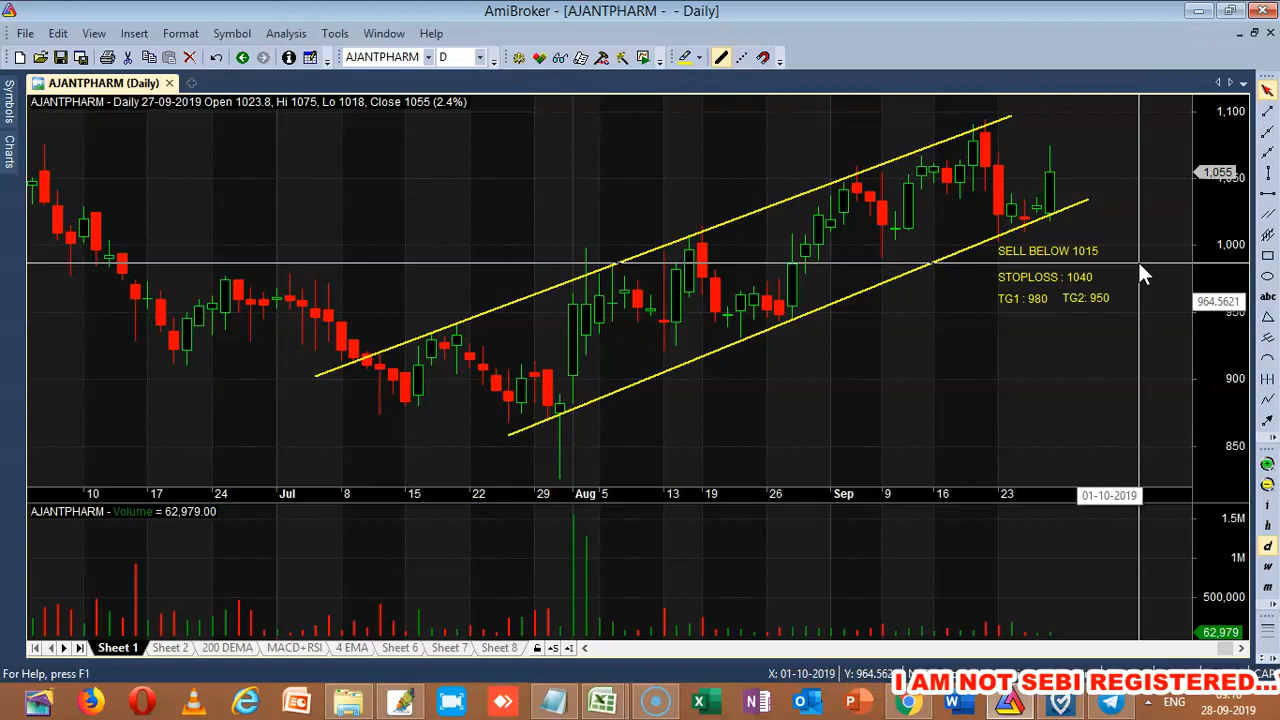 AmiBroker - [AJANTPHARM - - Daily]
File Edit View Insert Format Symbol Analysis Tools Window Help
AJANTPHARM D
AJANTPHARM (Daily)
Symbols
Charts
AJANTPHARM - Daily 27-09-2019 Open 1023.8, Hi 1075, Lo 1018, Close 1055 (2.4%)
1,100
1,055
1,050
1,000
964.5621
950
900
850
SELL BELOW 1015
STOPLOSS : 1040
TG1 : 980 TG2: 950
abc
10 17 24 Jul 8 15 22 29 Aug 5 13 19 26 Sep 9 16 23
01-10-2019
AJANTPHARM - Volume = 62,979.00
1.5M
1M
500,000
62,979
i
h
d
w
m
Sheet 1 Sheet 2 200 DEMA MACD+RSI 4 EMA Sheet 6 Sheet 7 Sheet 8
For Help, press F1
X: 01-10-2019 Y: 964.562
I AM NOT SEBI REGISTERED...
ENG
28-09-2019